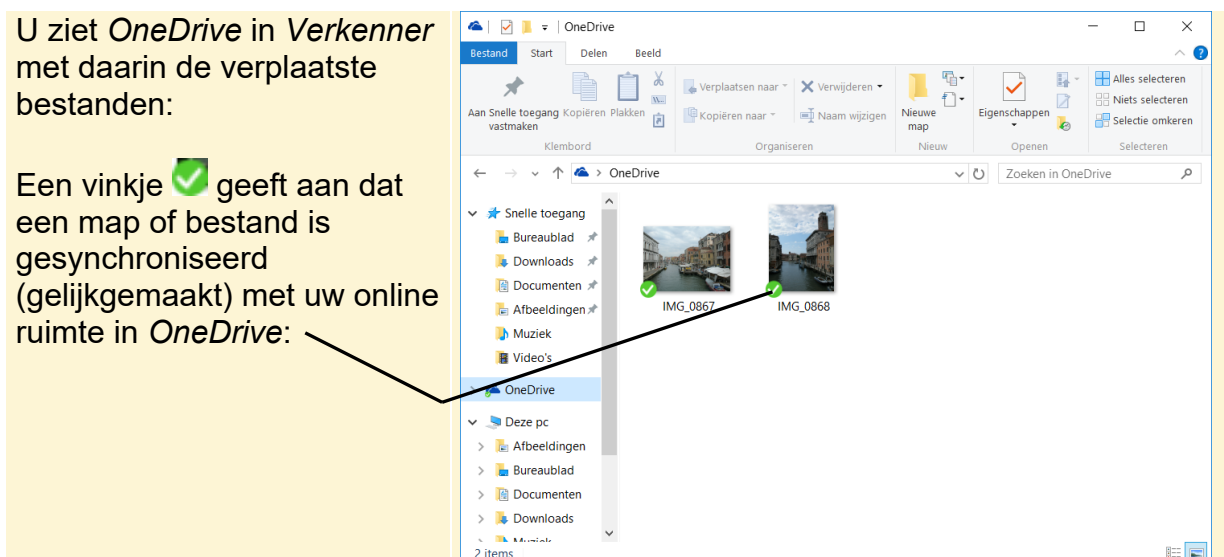 U ziet OneDrive in Verkenner
met daarin de verplaatste
bestanden:
Een vinkje geeft aan dat
een map of bestand is
gesynchroniseerd
(gelijkgemaakt) met uw online
ruimte in OneDrive:
OneDrive
Bestand Start Delen Beeld
Aan Snelle toegang vastmaken
Kopiëren
Plakken
Verplaatsen naar
Kopiëren naar
Verwijderen
Naam wijzigen
Nieuwe map
Eigenschappen
Alles selecteren
Niets selecteren
Selectie omkeren
Klembord Organiseren Nieuw Openen Selecteren
OneDrive
Zoeken in OneDrive
Snelle toegang
Bureaublad
Downloads
Documenten
Afbeeldingen
Muziek
Video's
OneDrive
Deze pc
Afbeeldingen
Bureaublad
Documenten
Downloads
Muziek
IMG_0867
IMG_0868
2 items